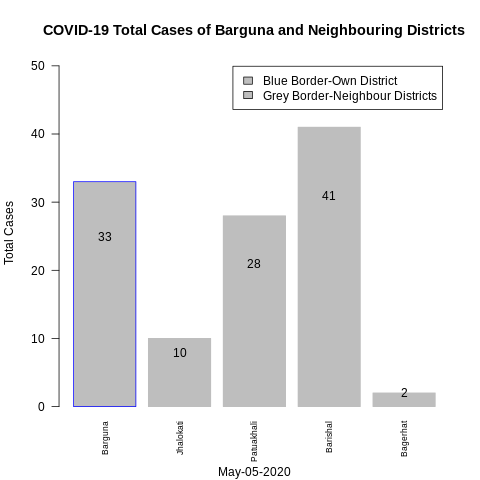 COVID-19 Total Cases of Barguna and Neighbouring Districts
Blue Border-Own District
Grey Border-Neighbour Districts
Total Cases
50
40
30
20
10
0
33
10
28
41
2
Barguna
Jhalokati
Patuakhali
Barishal
Bagerhat
May-05-2020